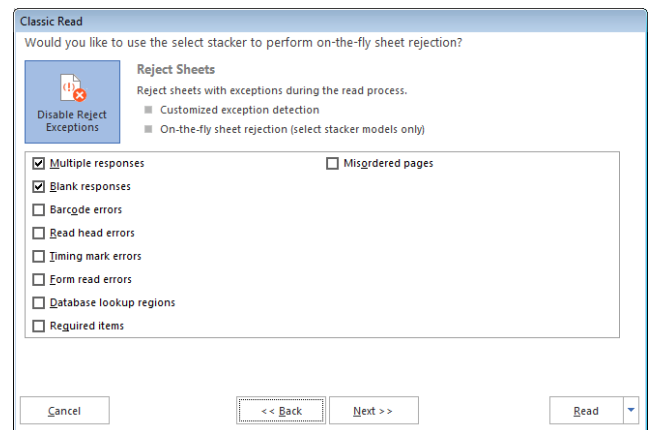 Classic Read
Would you like to use the select stacker to perform on-the-fly sheet rejection?
Disable Reject
Exceptions
Reject Sheets
Reject sheets with exceptions during the read process.
Customized exception detection
On-the-fly sheet rejection (select stacker models only)
Multiple responses
Misordered pages
Blank responses
Barcode errors
Read head errors
Timing mark errors
Form read errors
Database lookup regions
Required items
Cancel
<< Back
Next >>
Read